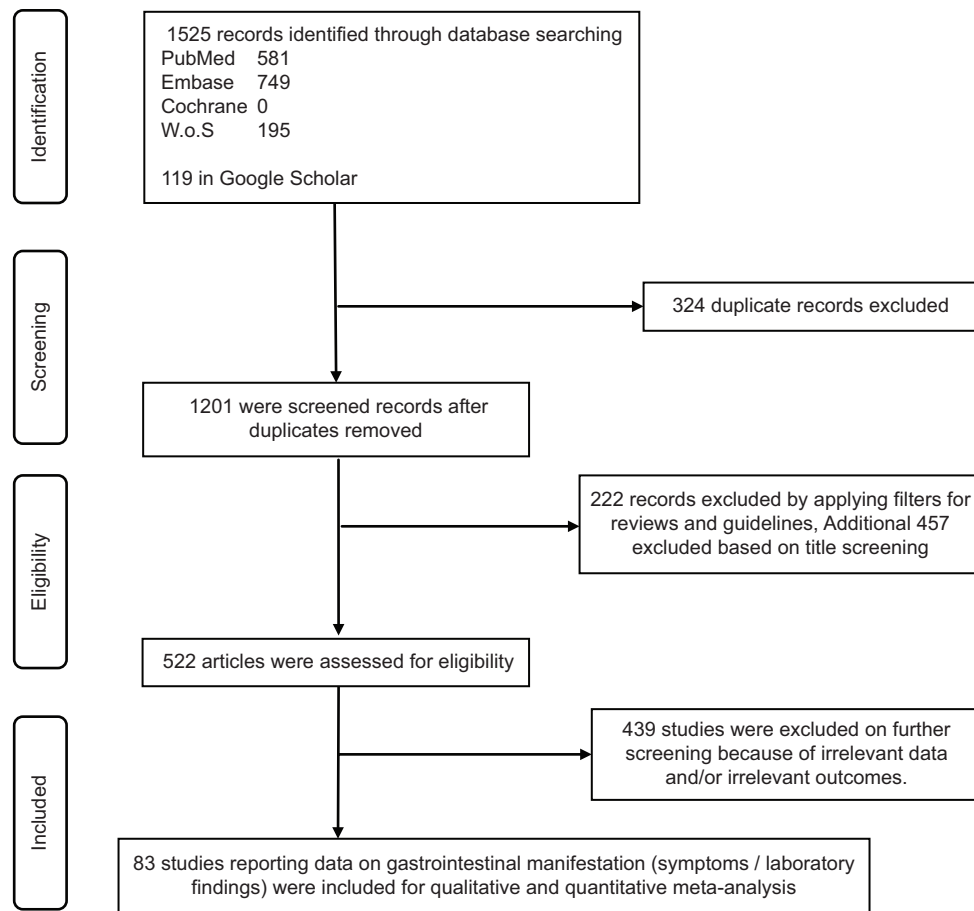 Identification
1525 records identified through database searching
PubMed 581
Embase 749
Cochrane 0
W.o.S 195
119 in Google Scholar
Screening
324 duplicate records excluded
1201 were screened records after
duplicates removed
Eligibility
222 records excluded by applying filters for
reviews and guidelines, Additional 457
excluded based on title screening
522 articles were assessed for eligibility
Included
439 studies were excluded on further
screening because of irrelevant data
and/or irrelevant outcomes.
83 studies reporting data on gastrointestinal manifestation (symptoms / laboratory
findings) were included for qualitative and quantitative meta-analysis